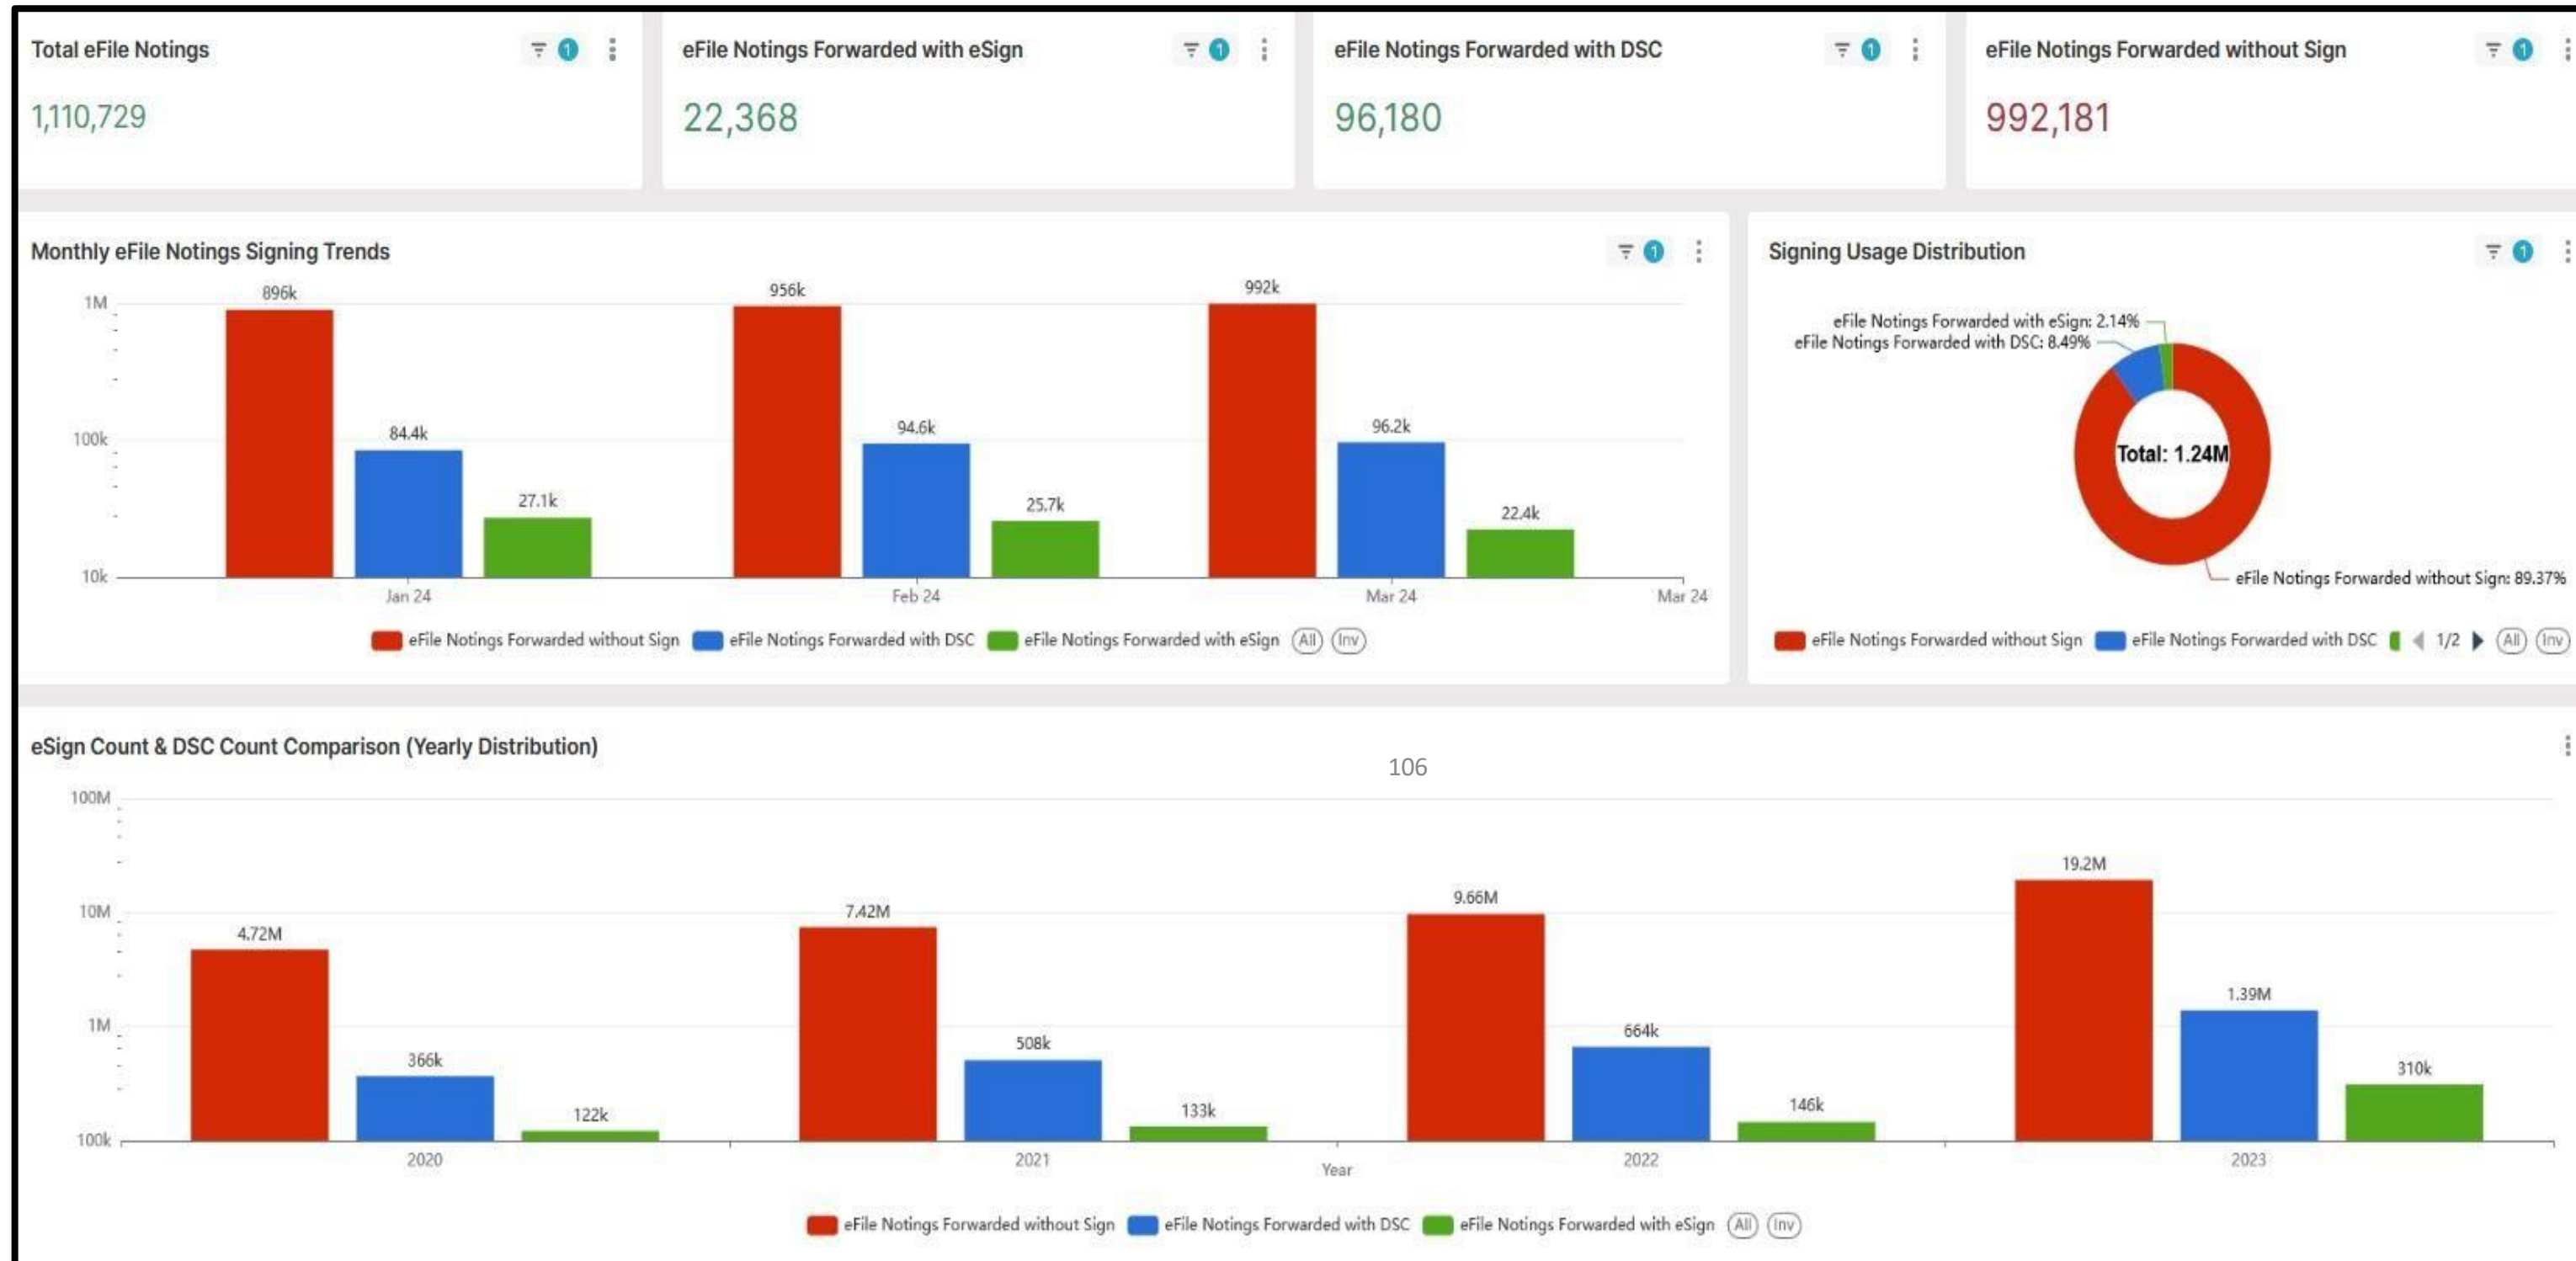 Total eFile Notings 1
1,110,729
eFile Notings Forwarded with eSign 1
22,368
eFile Notings Forwarded with DSC 1
96,180
eFile Notings Forwarded without Sign 1
992,181
Monthly eFile Notings Signing Trends 1
1M
100k
10k
896k
84.4k
27.1k
956k
94.6k
25.7k
992k
96.2k
22.4k
Jan 24 Feb 24 Mar 24 Mar 24
eFile Notings Forwarded without Sign eFile Notings Forwarded with DSC eFile Notings Forwarded with eSign All Inv
Signing Usage Distribution 1
eFile Notings Forwarded with eSign: 2.14%
eFile Notings Forwarded with DSC: 8.49%
Total: 1.24M
eFile Notings Forwarded without Sign: 89.37%
eFile Notings Forwarded without Sign eFile Notings Forwarded with DSC 1/2 All Inv
eSign Count & DSC Count Comparison (Yearly Distribution)
106
100M
10M
1M
100k
4.72M
366k
122k
7.42M
508k
133k
9.66M
664k
146k
19.2M
1.39M
310k
2020 2021 2022 2023
Year
eFile Notings Forwarded without Sign eFile Notings Forwarded with DSC eFile Notings Forwarded with eSign All Inv